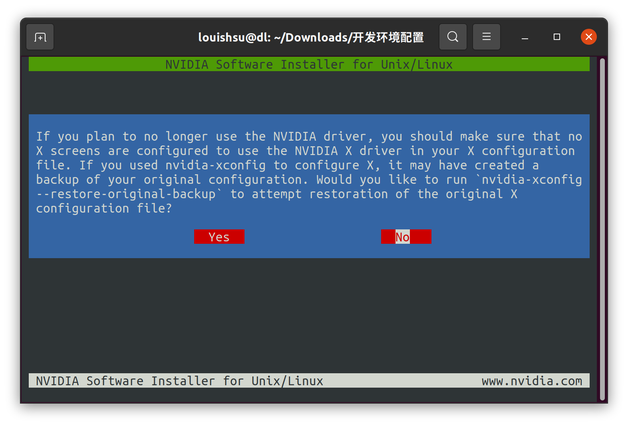 louishsu@dl: ~/Downloads/开发环境配置
NVIDIA Software Installer for Unix/Linux
If you plan to no longer use the NVIDIA driver, you should make sure that no
X screens are configured to use the NVIDIA X driver in your X configuration
file. If you used nvidia-xconfig to configure X, it may have created a
backup of your original configuration. Would you like to run `nvidia-xconfig
--restore-original-backup` to attempt restoration of the original X
configuration file?
Yes No
NVIDIA Software Installer for Unix/Linux www.nvidia.com